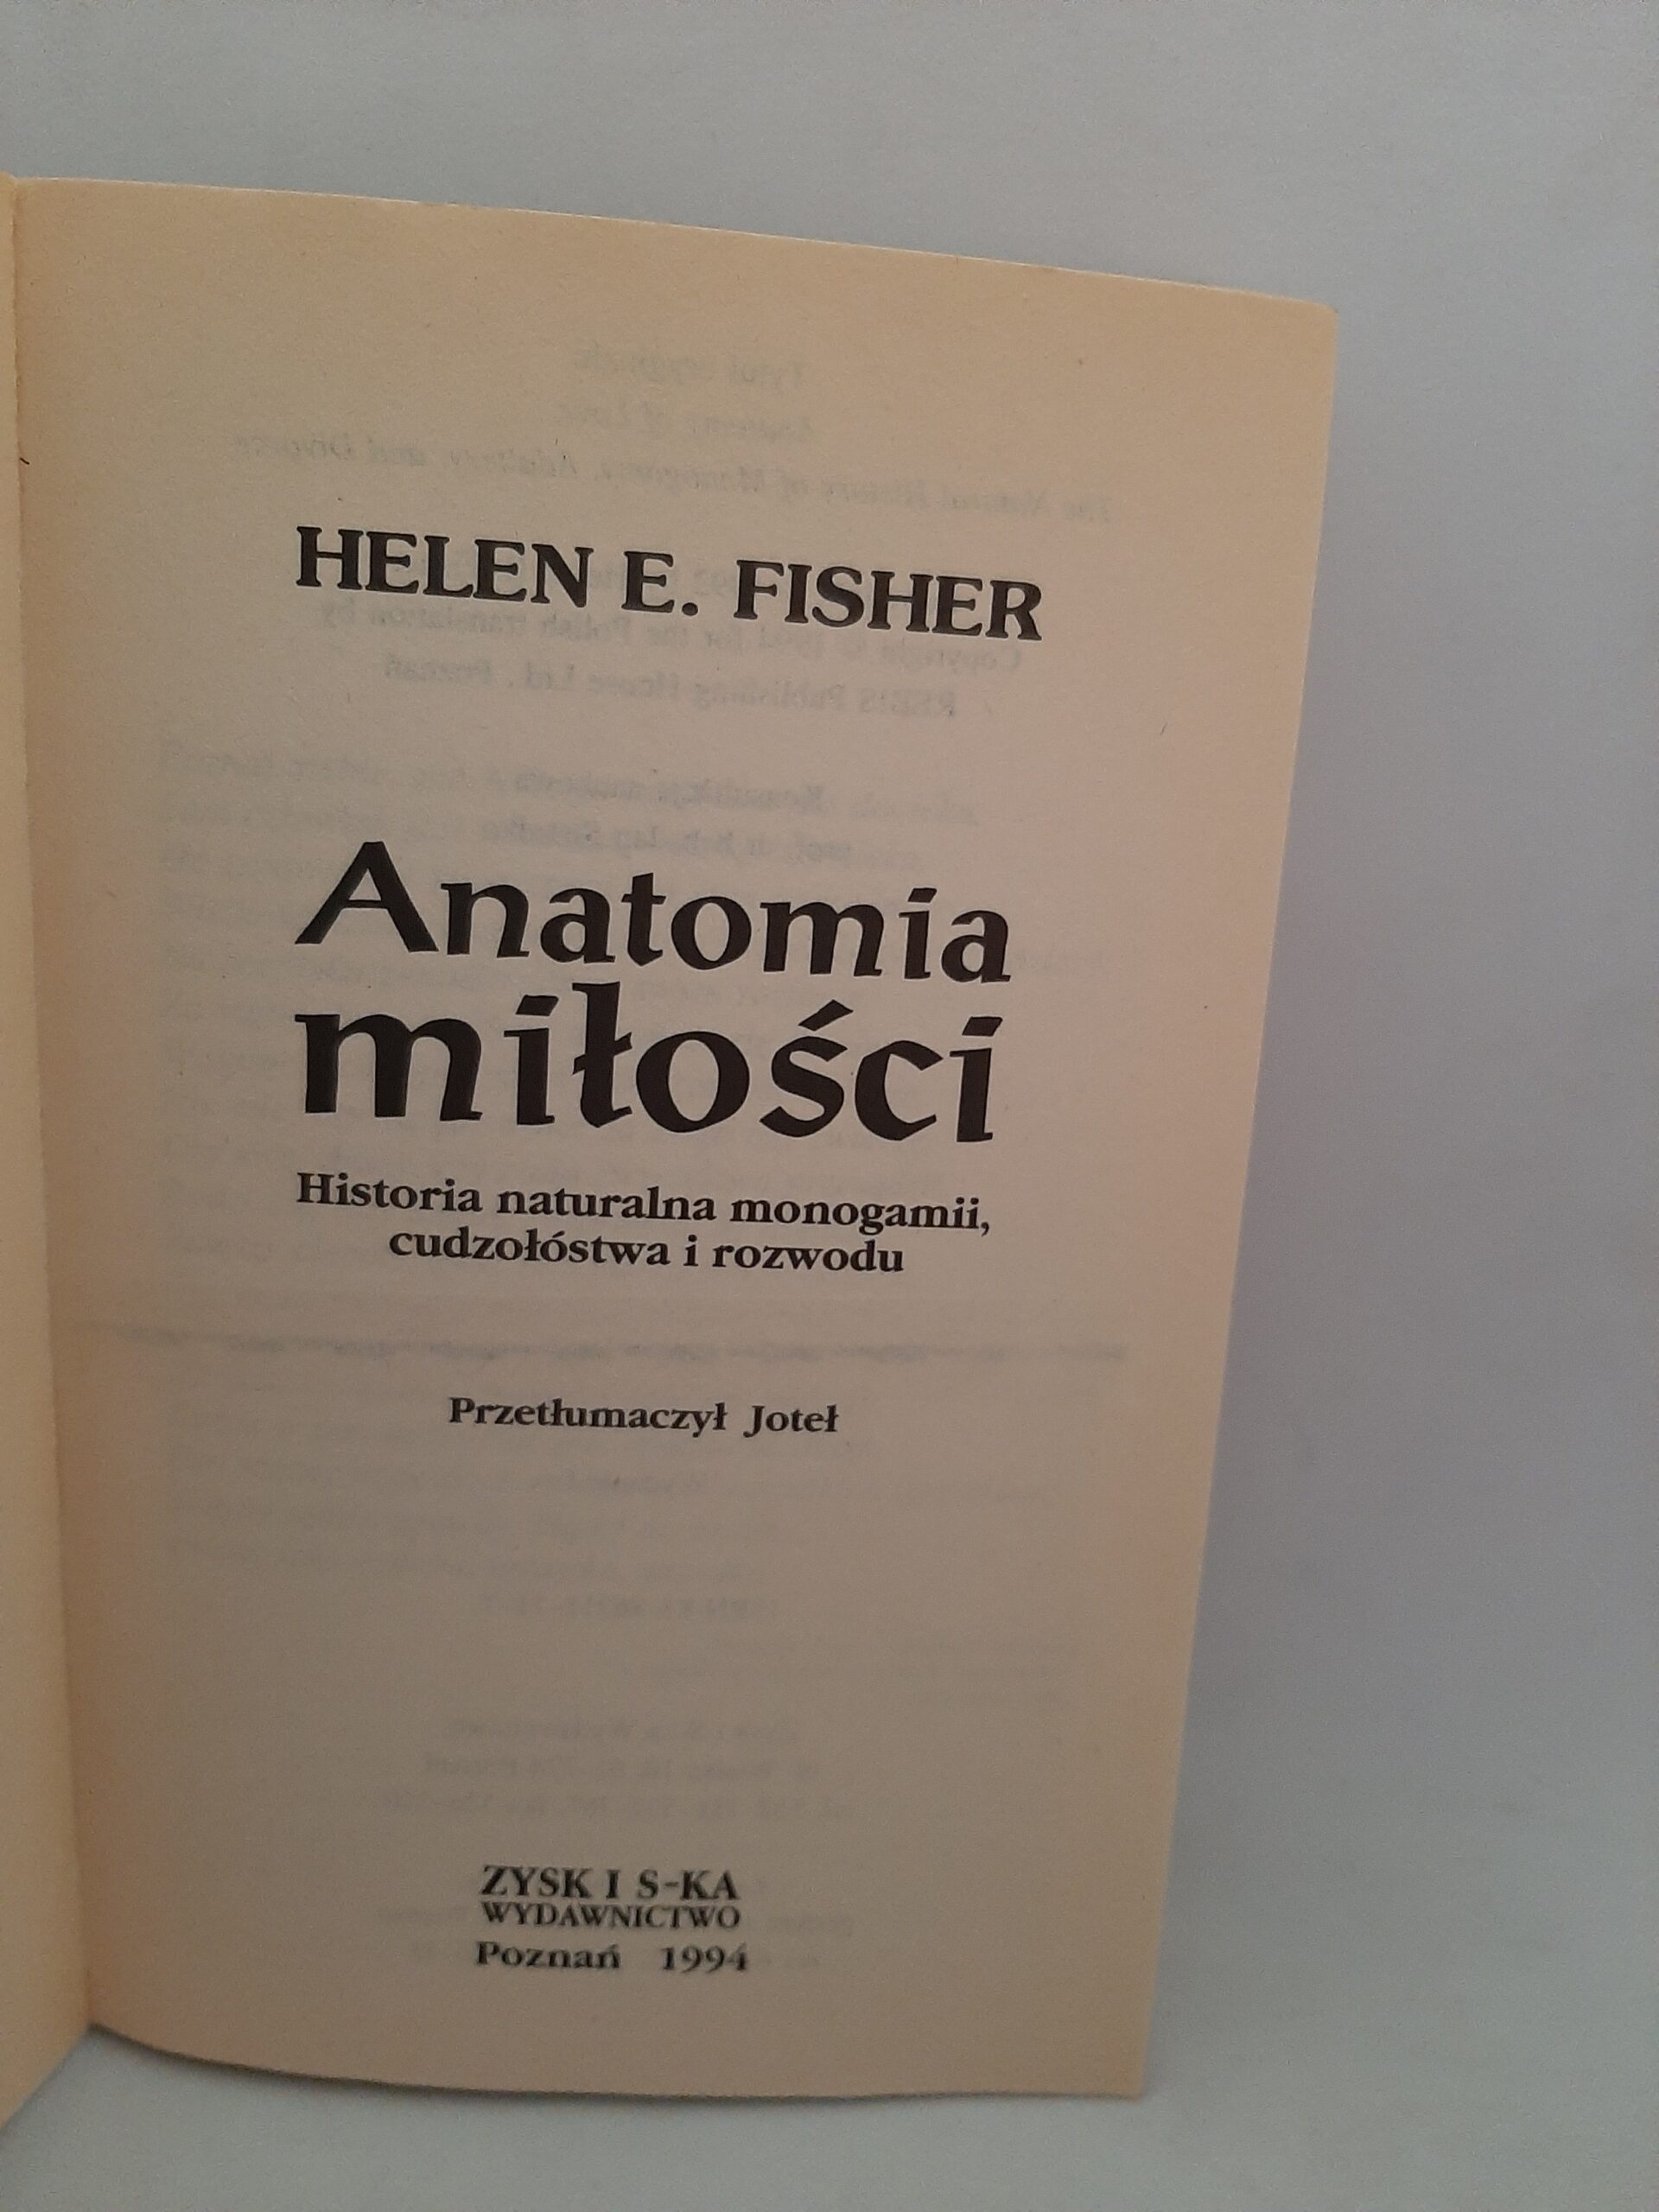 HELEN E. FISHER
Anatomia
miłości
Historia naturalna monogamii,
cudzołóstwa i rozwodu
Przetłumaczył Joteł
ZYSK I S-KA
WYDAWNICTWO
Poznań 1994